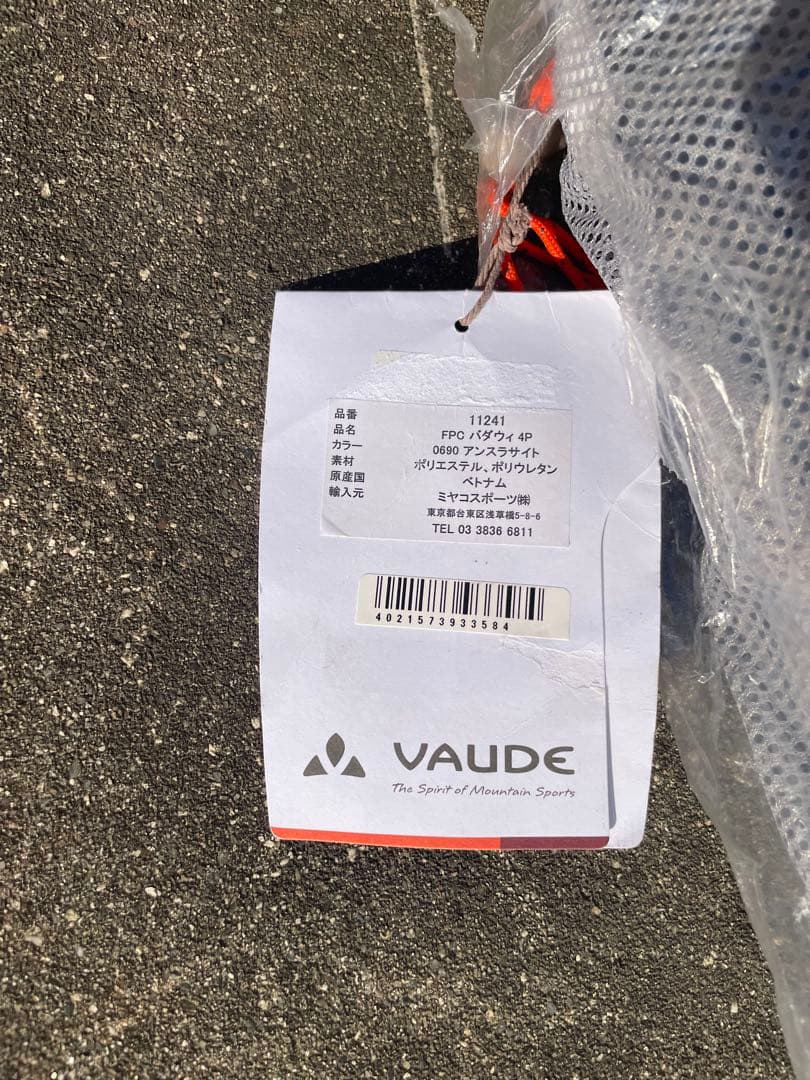 品番 11241
品名 FPC バダウィ 4P
カラー 0690 アンスラサイト
素材 ポリエステル、ポリウレタン
原産国 ベトナム
輸入元 ミヤコスポーツ㈱
東京都台東区浅草橋5-8-6
TEL 03 3836 6811
4021573933584
VAUDE
The Spirit of Mountain Sports